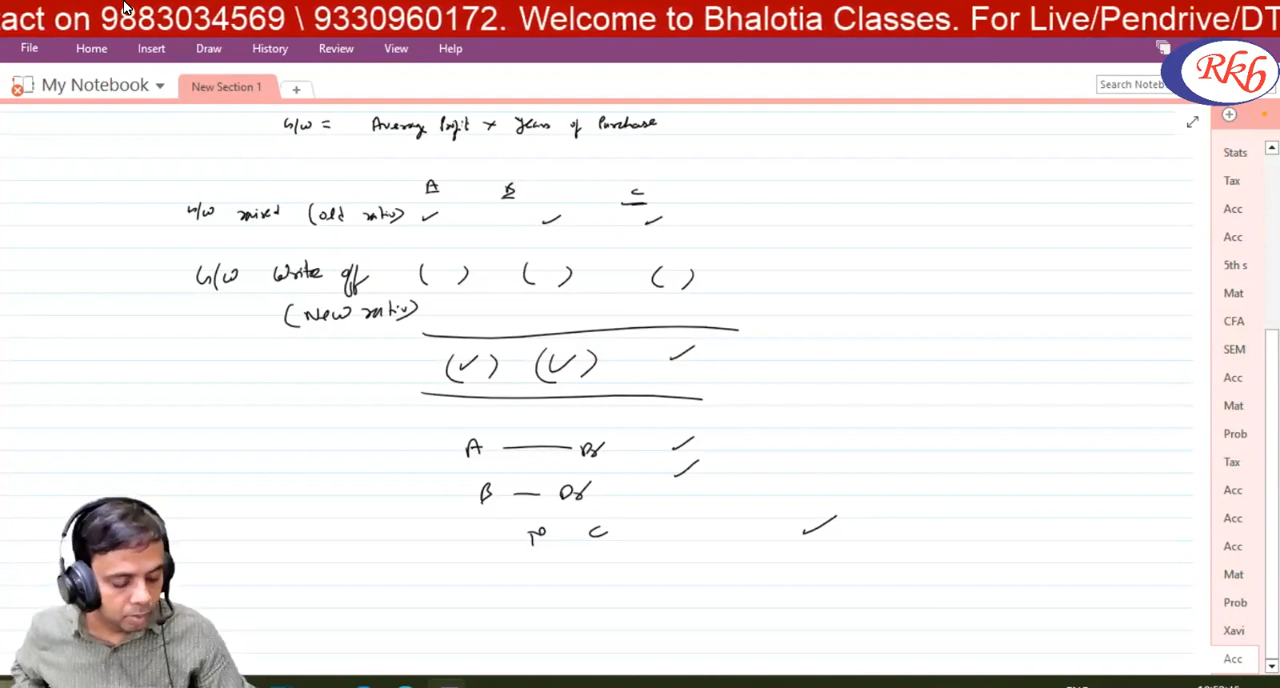 act on 9883034569 \ 9330960172. Welcome to Bhalotia Classes. For Live/Pendrive/DT
File Home Insert Draw History Review View Help
Rkb
My Notebook New Section 1 + Search Noteb
G/W = Average Profit × Years of Purchase
A B C
G/W raised (old ratio) ✓ ✓ ✓
G/W Write off ( ) ( ) ( )
(New ratio)
(✓) (✓) ✓
A — Dr ✓
B — Dr ✓
To C ✓
Stats
Tax
Acc
Acc
5th s
Mat
CFA
SEM
Acc
Mat
Prob
Tax
Acc
Acc
Acc
Mat
Prob
Xavi
Acc